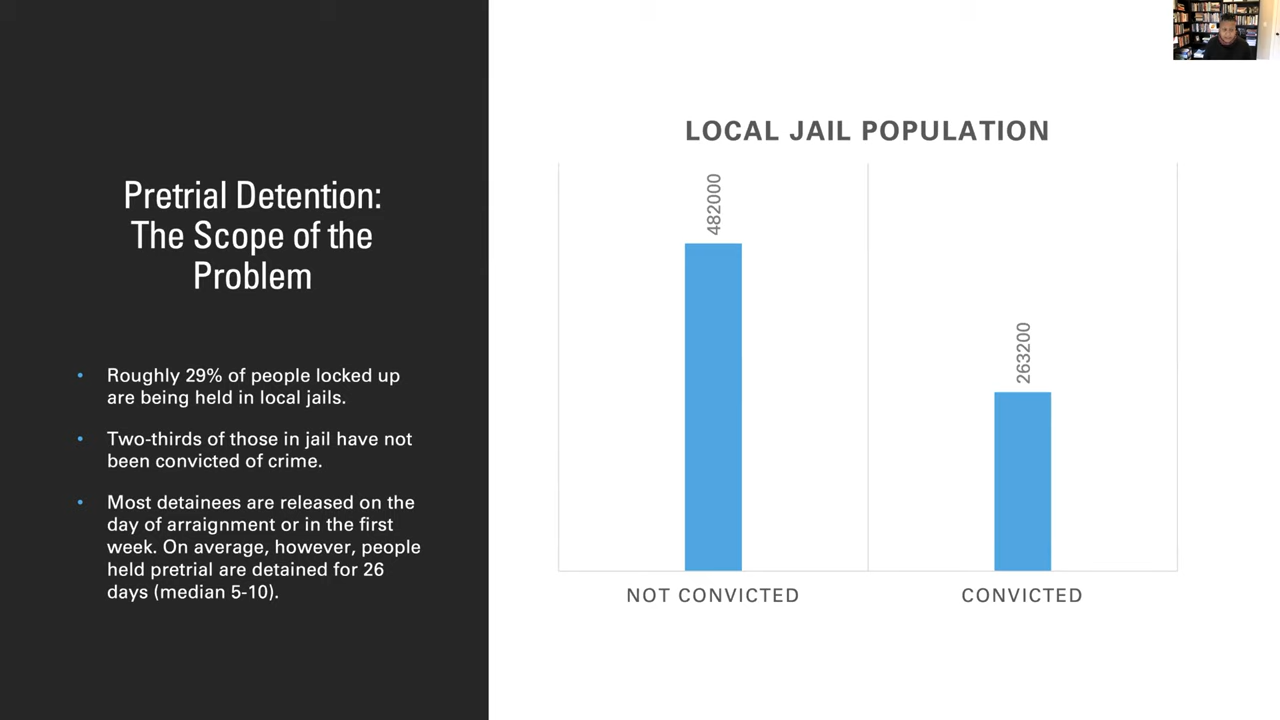 Pretrial Detention:
The Scope of the
Problem
• Roughly 29% of people locked up
are being held in local jails.
• Two-thirds of those in jail have not
been convicted of crime.
• Most detainees are released on the
day of arraignment or in the first
week. On average, however, people
held pretrial are detained for 26
days (median 5-10).
LOCAL JAIL POPULATION
482000
263200
NOT CONVICTED
CONVICTED